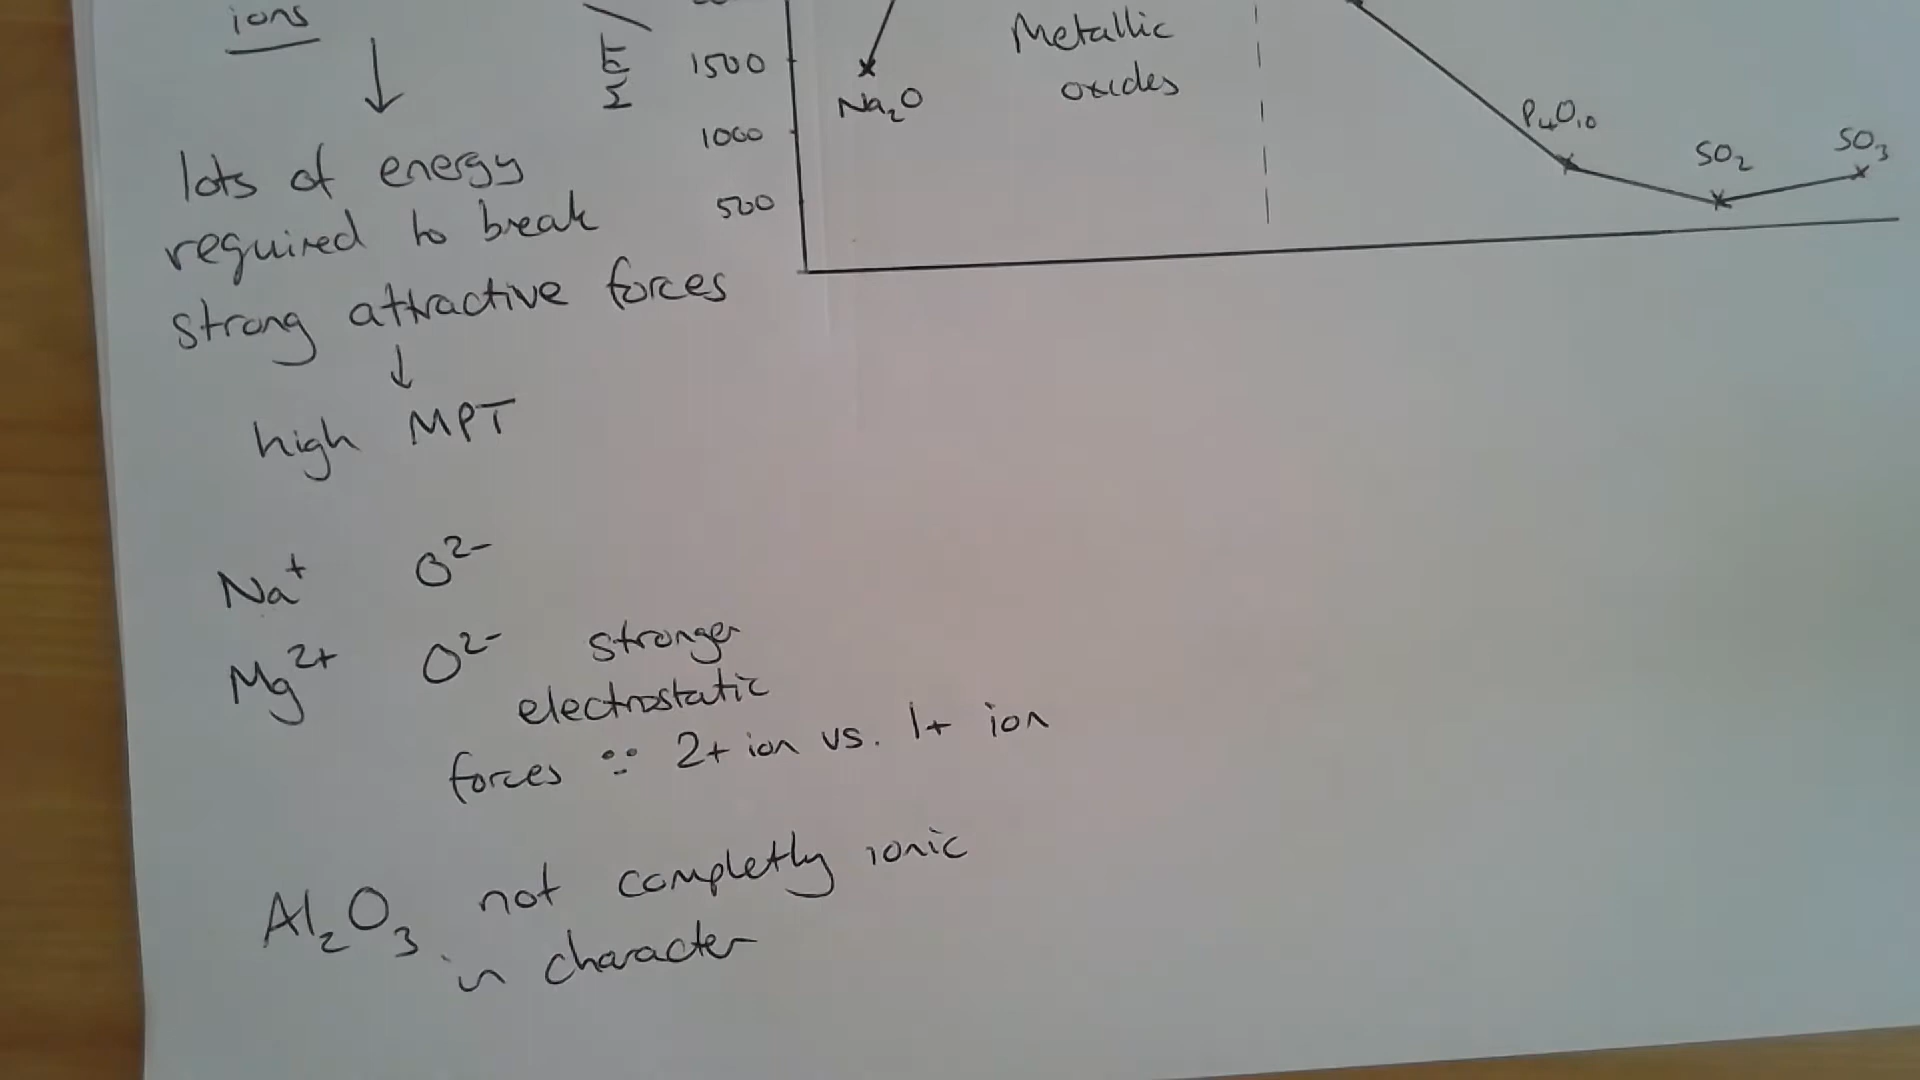 ions
↓
lots of energy
required to break
strong attractive forces
↓
high MPT
Na⁺ O²⁻
Mg²⁺ O²⁻ stronger
electrostatic
forces ∵ 2+ ion vs. 1+ ion
Al₂O₃ not completly ionic
in character
MPT /
1500
1000
500
Na₂O
Metallic
oxides
P₄O₁₀
SO₂
SO₃